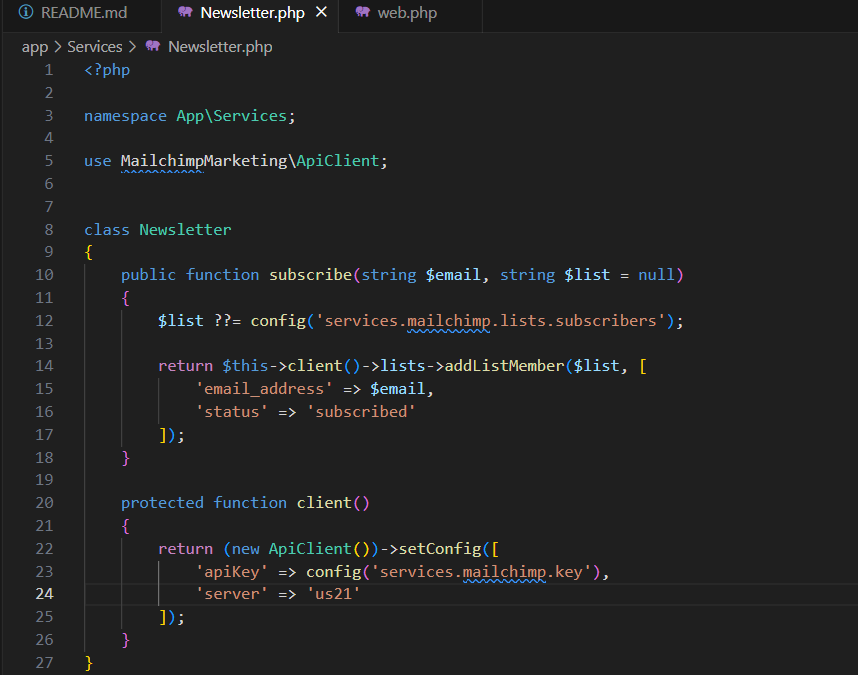 README.md Newsletter.php web.php
app > Services > Newsletter.php
1 <?php
2
3 namespace App\Services;
4
5 use MailchimpMarketing\ApiClient;
6
7
8 class Newsletter
9 {
10     public function subscribe(string $email, string $list = null)
11     {
12         $list ??= config('services.mailchimp.lists.subscribers');
13
14         return $this->client()->lists->addListMember($list, [
15             'email_address' => $email,
16             'status' => 'subscribed'
17         ]);
18     }
19
20     protected function client()
21     {
22         return (new ApiClient())->setConfig([
23             'apiKey' => config('services.mailchimp.key'),
24             'server' => 'us21'
25         ]);
26     }
27 }